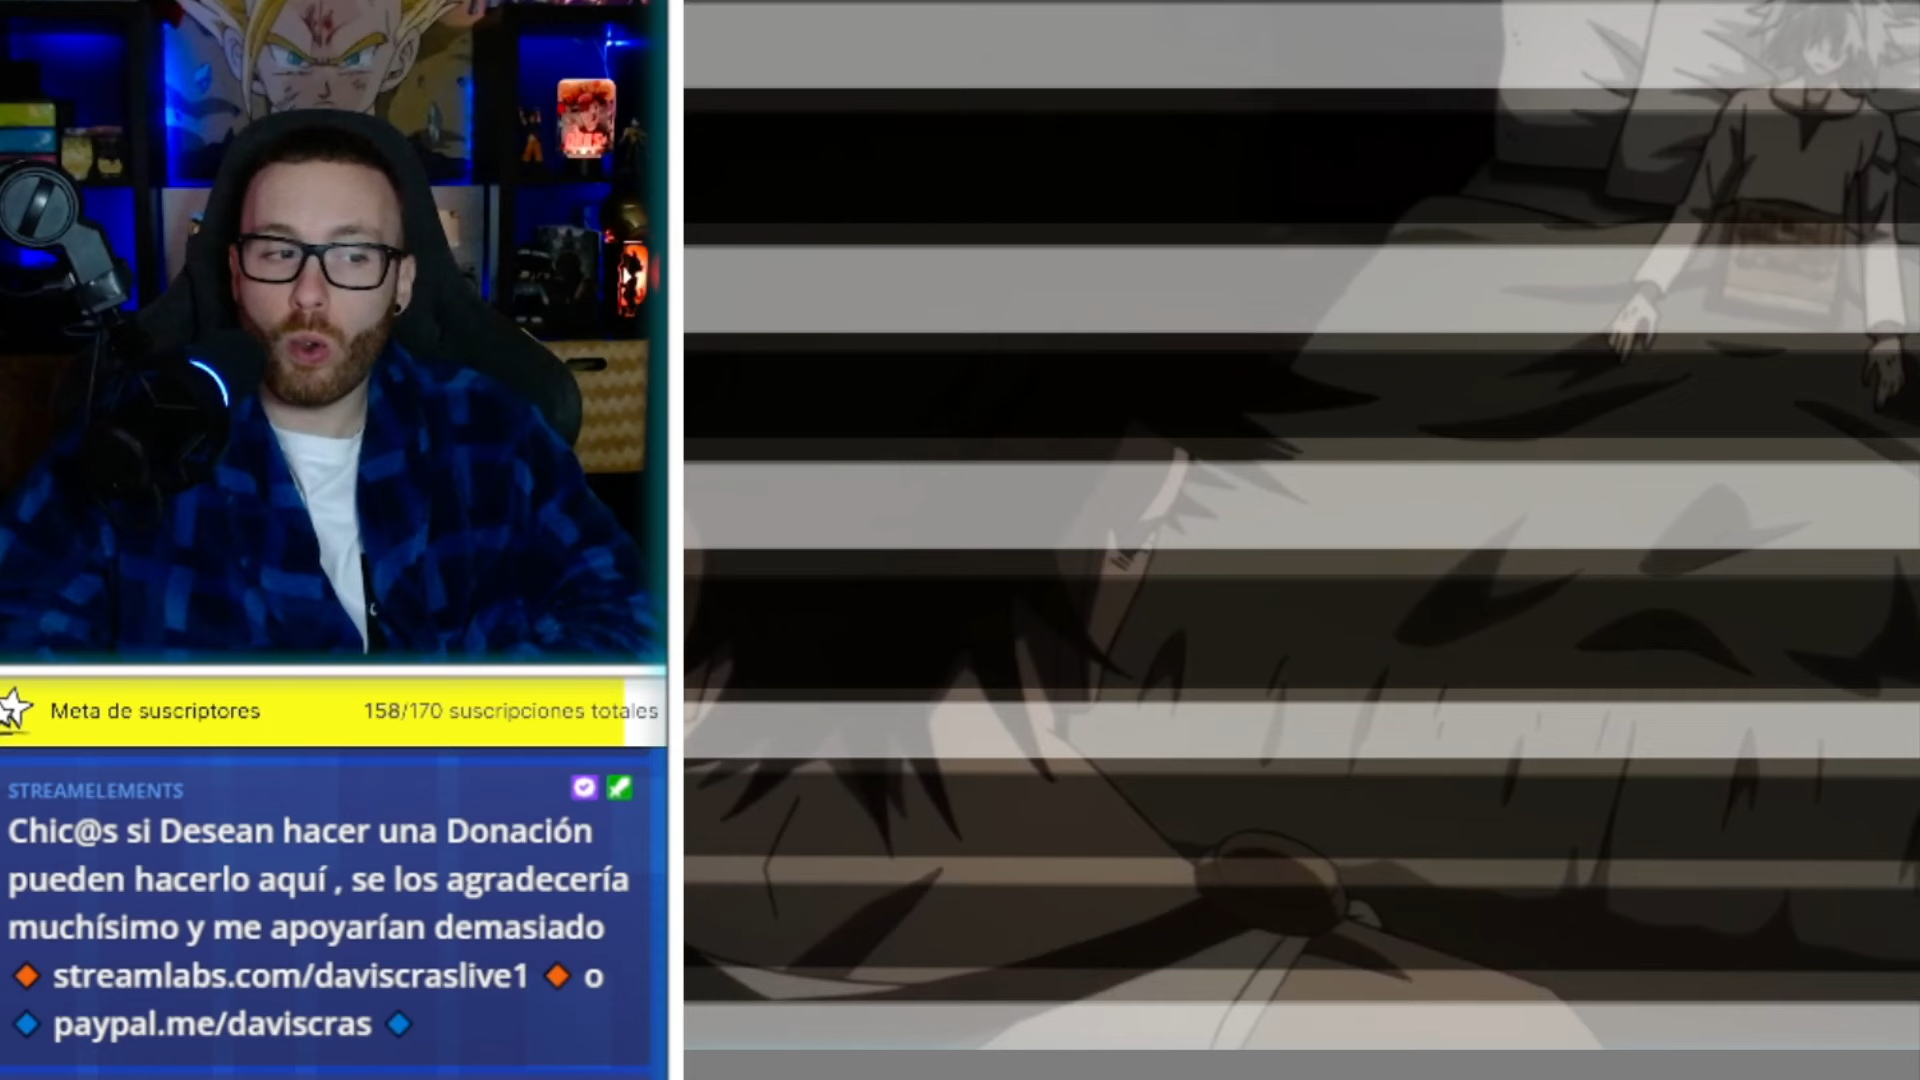 Meta de suscriptores 158/170 suscripciones totales
STREAMELEMENTS
Chic@s si Desean hacer una Donación
pueden hacerlo aquí , se los agradecería
muchísimo y me apoyarían demasiado
🔶 streamlabs.com/daviscraslive1 🔶 o
🔷 paypal.me/daviscras 🔷